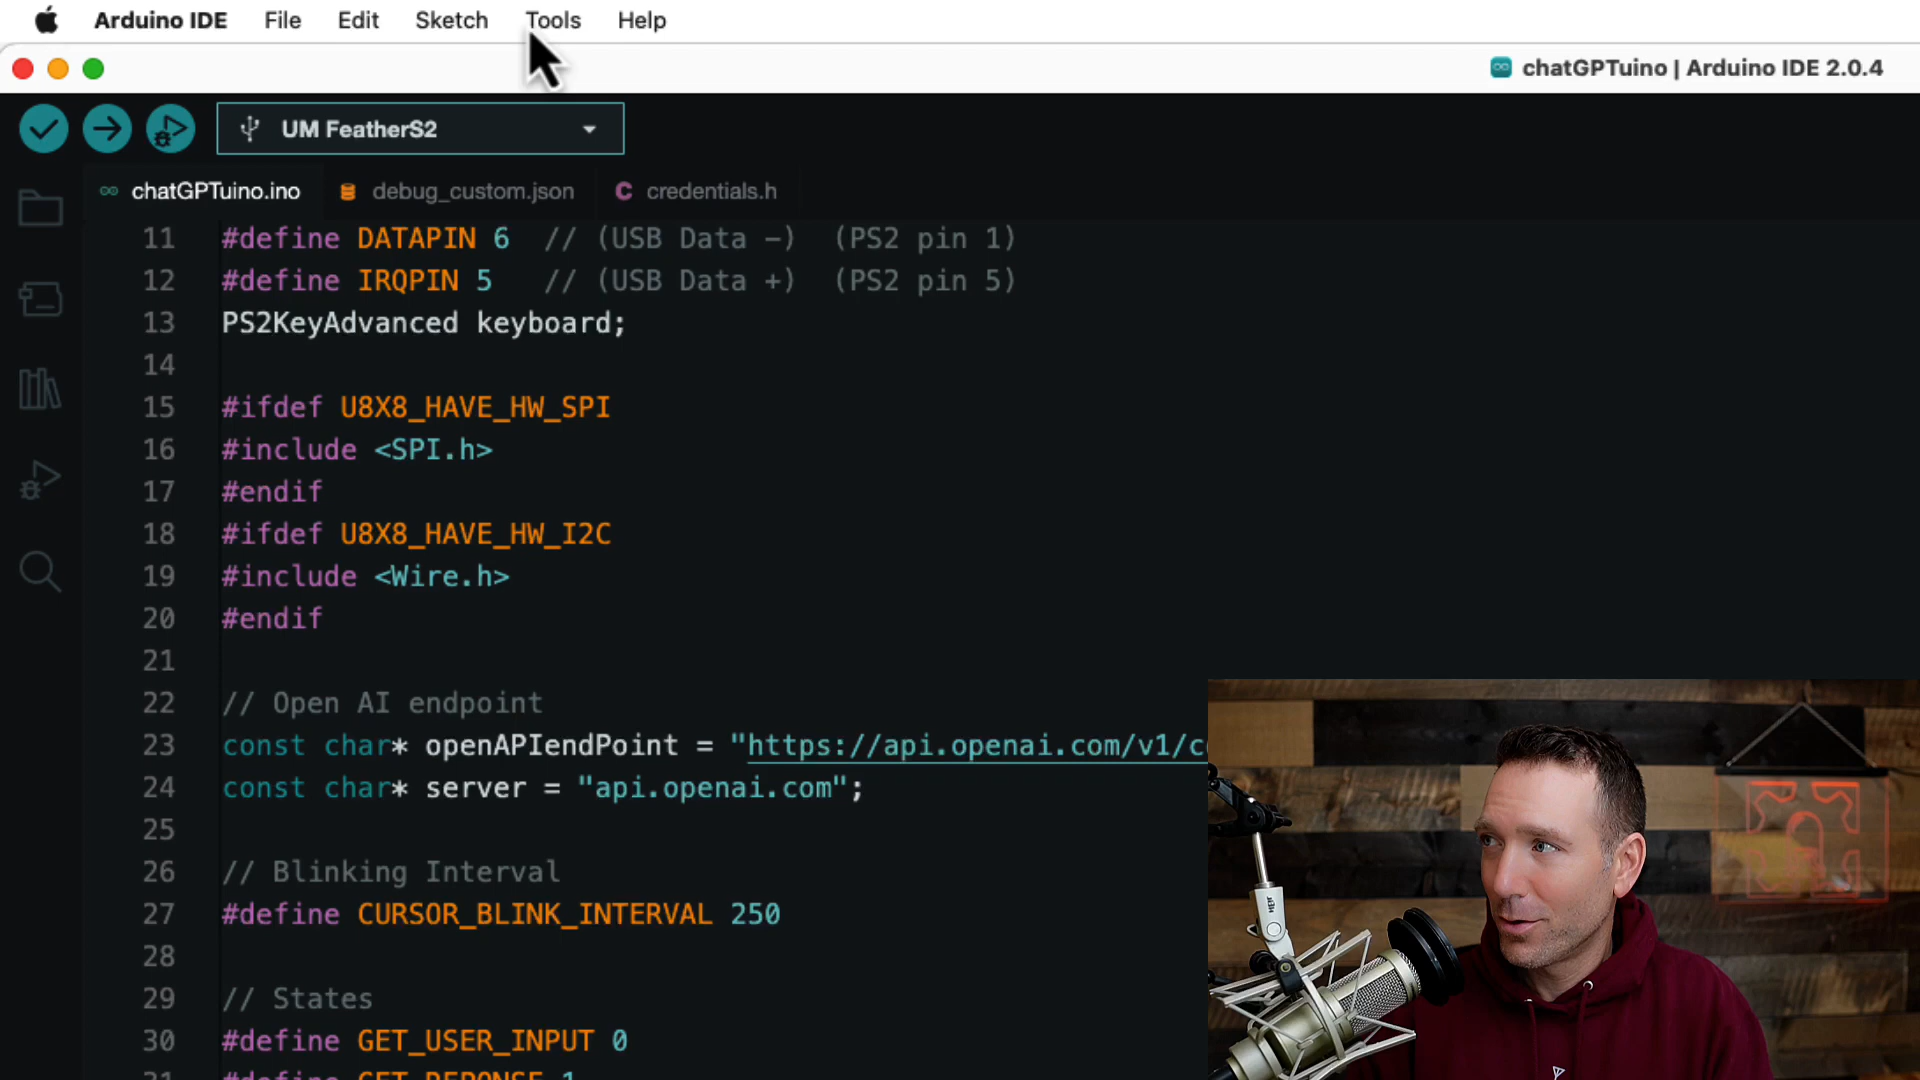 Arduino IDE File Edit Sketch Tools Help
chatGPTuino | Arduino IDE 2.0.4
UM FeatherS2
chatGPTuino.ino debug_custom.json C credentials.h
11 #define DATAPIN 6 // (USB Data -) (PS2 pin 1)
12 #define IRQPIN 5 // (USB Data +) (PS2 pin 5)
13 PS2KeyAdvanced keyboard;
14
15 #ifdef U8X8_HAVE_HW_SPI
16 #include <SPI.h>
17 #endif
18 #ifdef U8X8_HAVE_HW_I2C
19 #include <Wire.h>
20 #endif
21
22 // Open AI endpoint
23 const char* openAPIendPoint = "https://api.openai.com/v1/c
24 const char* server = "api.openai.com";
25
26 // Blinking Interval
27 #define CURSOR_BLINK_INTERVAL 250
28
29 // States
30 #define GET_USER_INPUT 0
31 #define GET_REPONSE 1